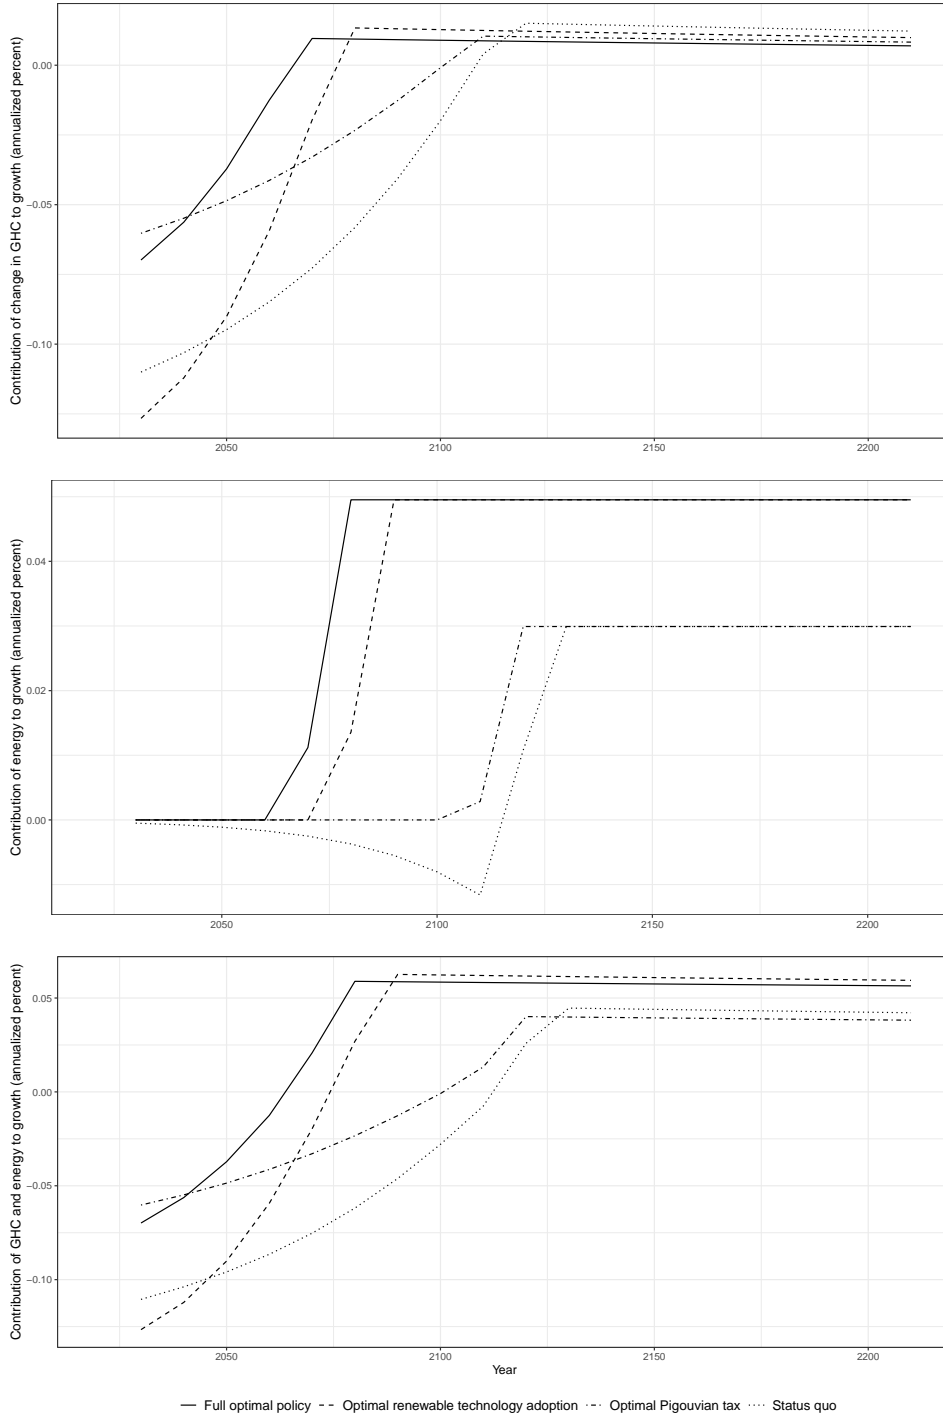 Contribution of change in GHC to growth (annualized percent)
0.00
−0.05
−0.10
2050 2100 2150 2200
Contribution of energy to growth (annualized percent)
0.04
0.02
0.00
2050 2100 2150 2200
Contribution of GHC and energy to growth (annualized percent)
0.05
0.00
−0.05
−0.10
2050 2100 2150 2200
Year
Full optimal policy Optimal renewable technology adoption Optimal Pigouvian tax Status quo